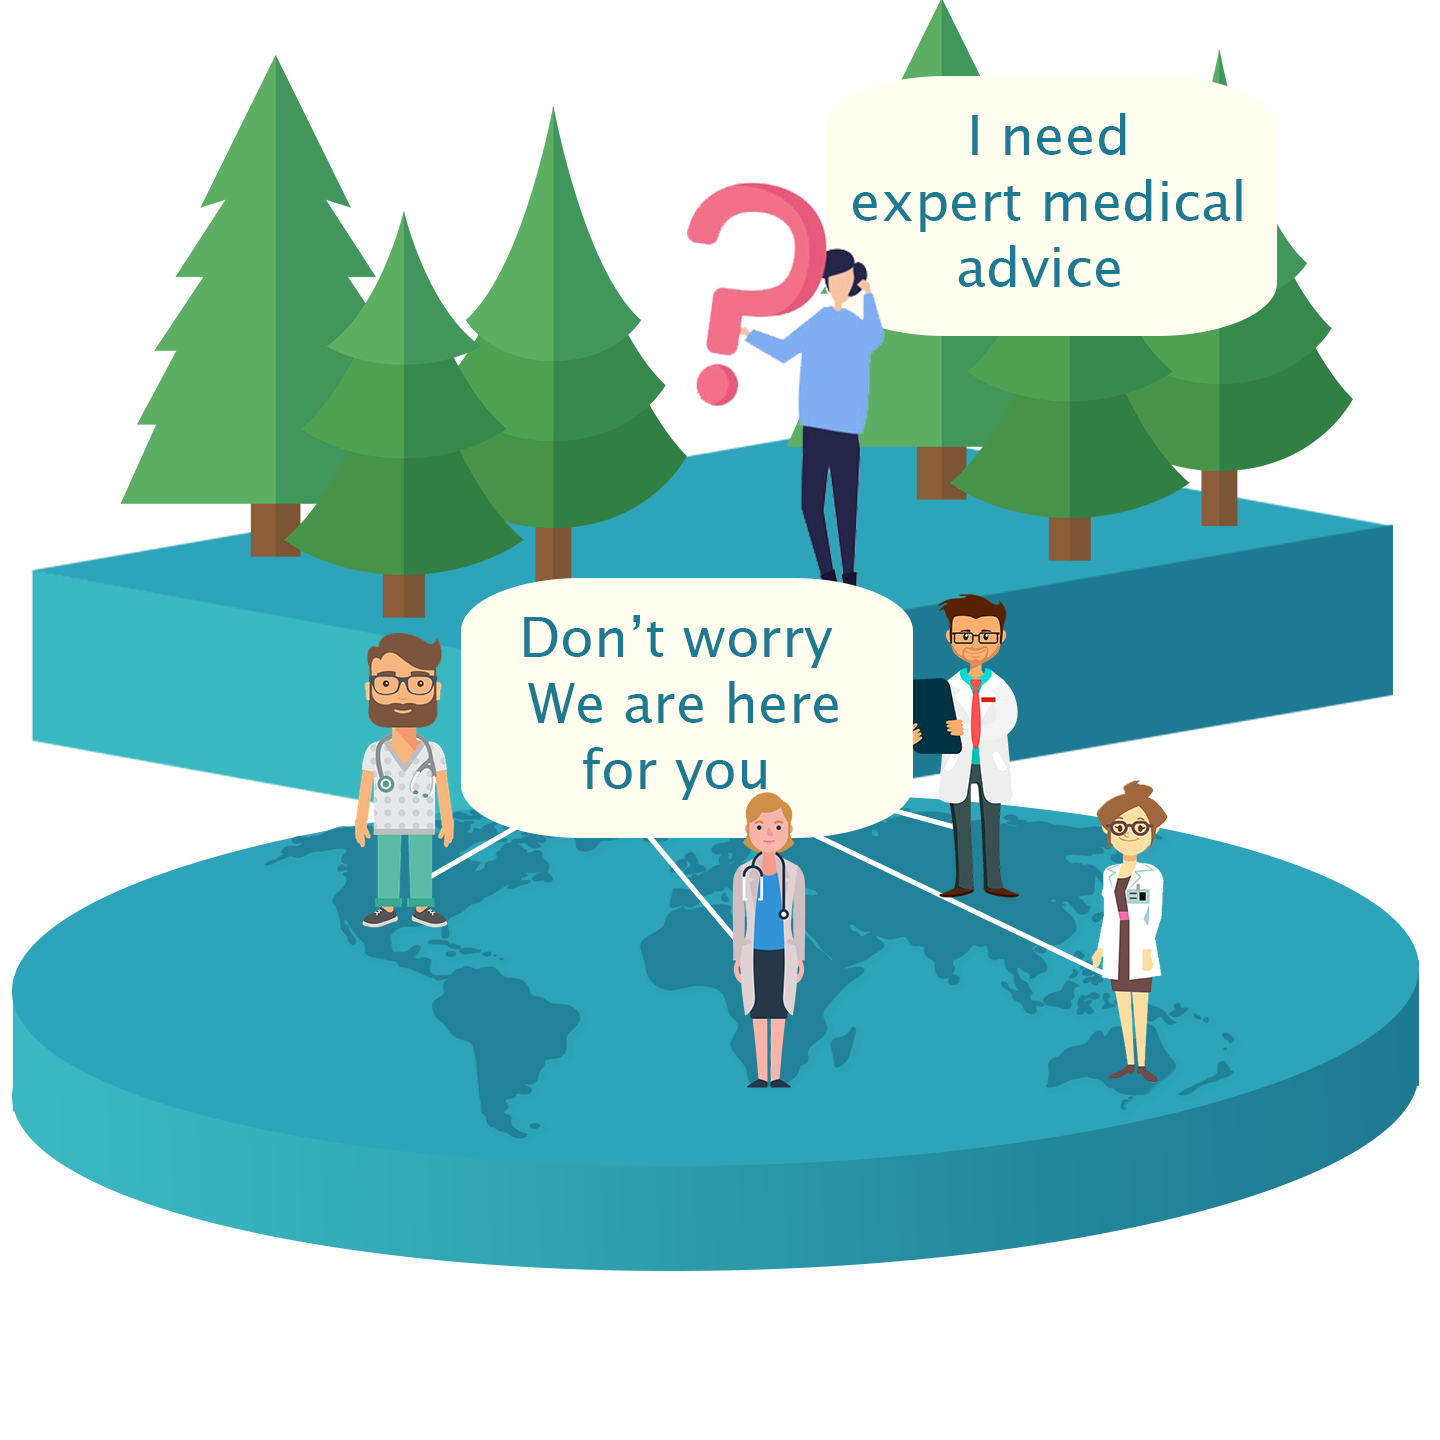 I need
expert medical
advice
Don’t worry
We are here
for you